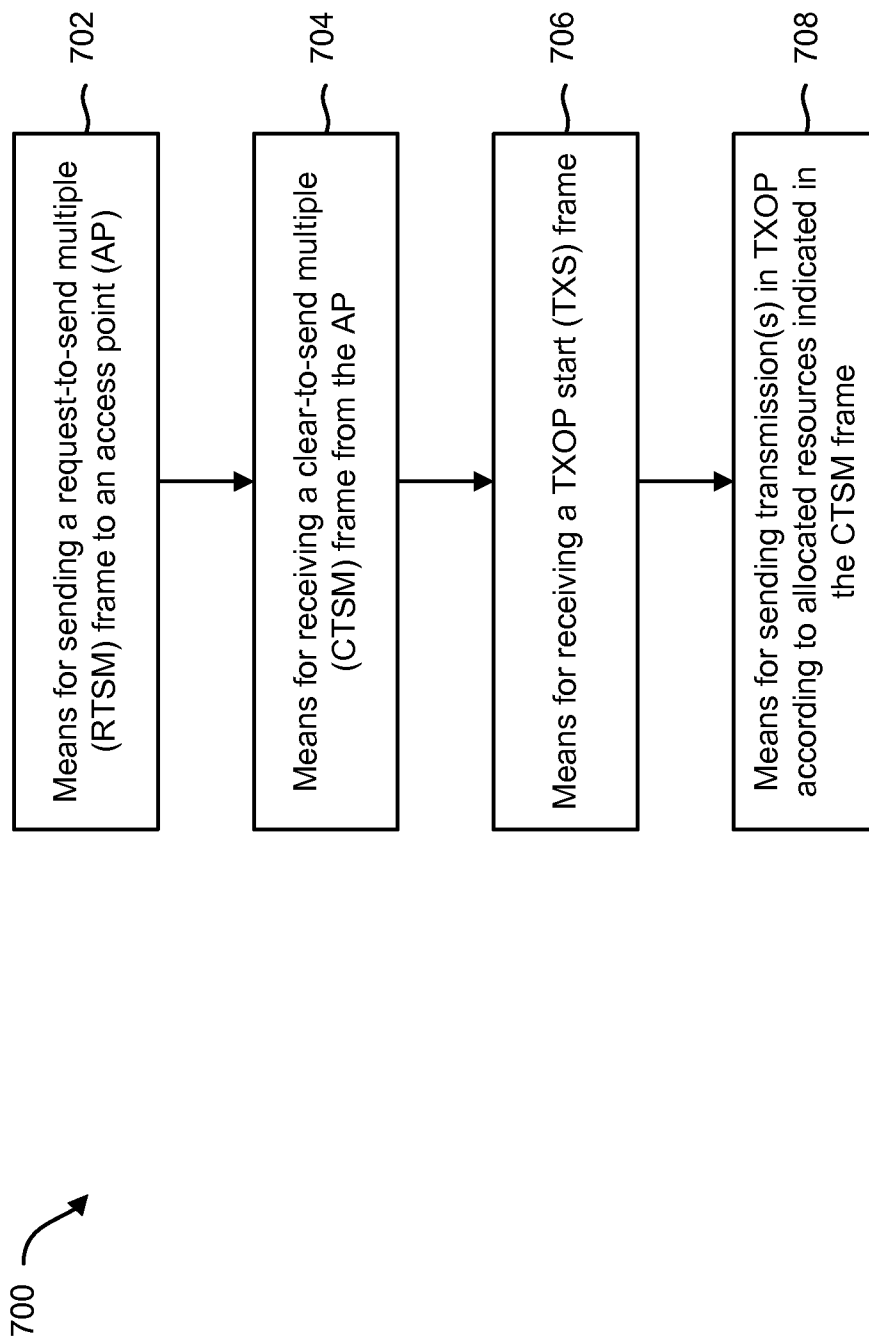 700
Means for sending a request-to-send multiple
(RTSM) frame to an access point (AP)
702
Means for receiving a clear-to-send multiple
(CTSM) frame from the AP
704
Means for receiving a TXOP start (TXS) frame
706
Means for sending transmission(s) in TXOP
according to allocated resources indicated in
the CTSM frame
708